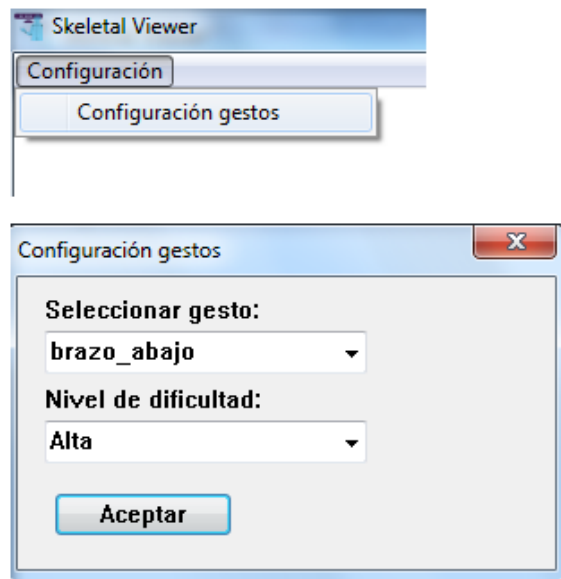 Skeletal Viewer
Configuración
Configuración gestos
Configuración gestos
Seleccionar gesto:
brazo_abajo
Nivel de dificultad:
Alta
Aceptar